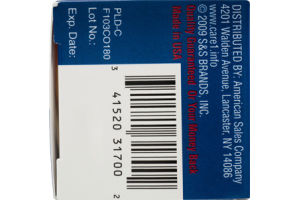 DISTRIBUTED BY: American Sales Company
4201 Walden Avenue, Lancaster, NY 14086
www.care1.info
© 2009 S&S BRANDS, INC.
Quality Guaranteed Or Your Money Back
Made in USA
PLD-C
F103CO180
Lot No.:
Exp. Date:
3 41520 31700 2